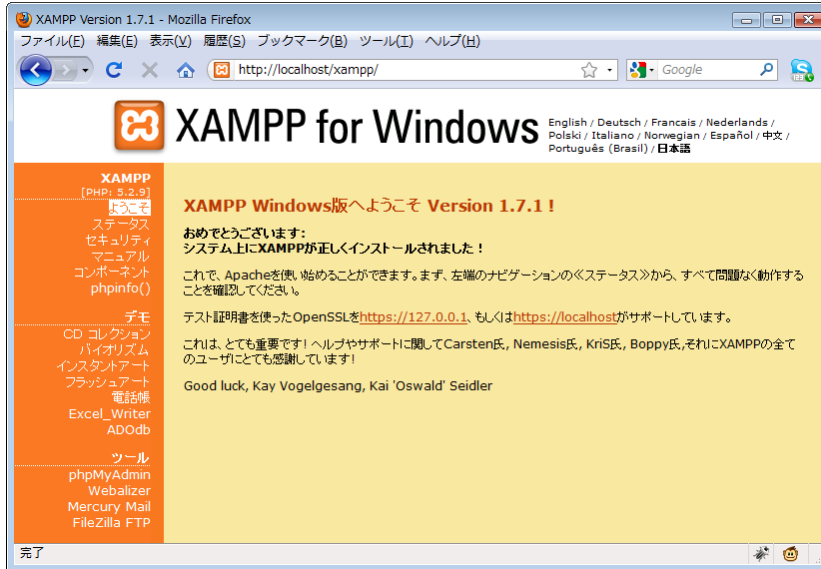 XAMPP Version 1.7.1 - Mozilla Firefox
ファイル(F) 編集(E) 表示(V) 履歴(S) ブックマーク(B) ツール(T) ヘルプ(H)
http://localhost/xampp/
Google
XAMPP for Windows
English / Deutsch / Francais / Nederlands /
Polski / Italiano / Norwegian / Español / 中文 /
Português (Brasil) / 日本語
XAMPP
[PHP: 5.2.9]
ようこそ
ステータス
セキュリティ
マニュアル
コンポーネント
phpinfo()
デモ
CD コレクション
バイオリズム
インスタントアート
フラッシュアート
電話帳
Excel_Writer
ADOdb
ツール
phpMyAdmin
Webalizer
Mercury Mail
FileZilla FTP
XAMPP Windows版へようこそ Version 1.7.1 !
おめでとうございます:
システム上にXAMPPが正しくインストールされました！
これで、Apacheを使い始めることができます。まず、左端のナビゲーションの≪ステータス≫から、すべて問題なく動作する
ことを確認してください。
テスト証明書を使ったOpenSSLをhttps://127.0.0.1、もしくはhttps://localhostがサポートしています。
これは、とても重要です! ヘルプやサポートに関してCarsten氏, Nemesis氏, KriS氏, Boppy氏,それにXAMPPの全て
のユーザにとても感謝しています!
Good luck, Kay Vogelgesang, Kai 'Oswald' Seidler
完了